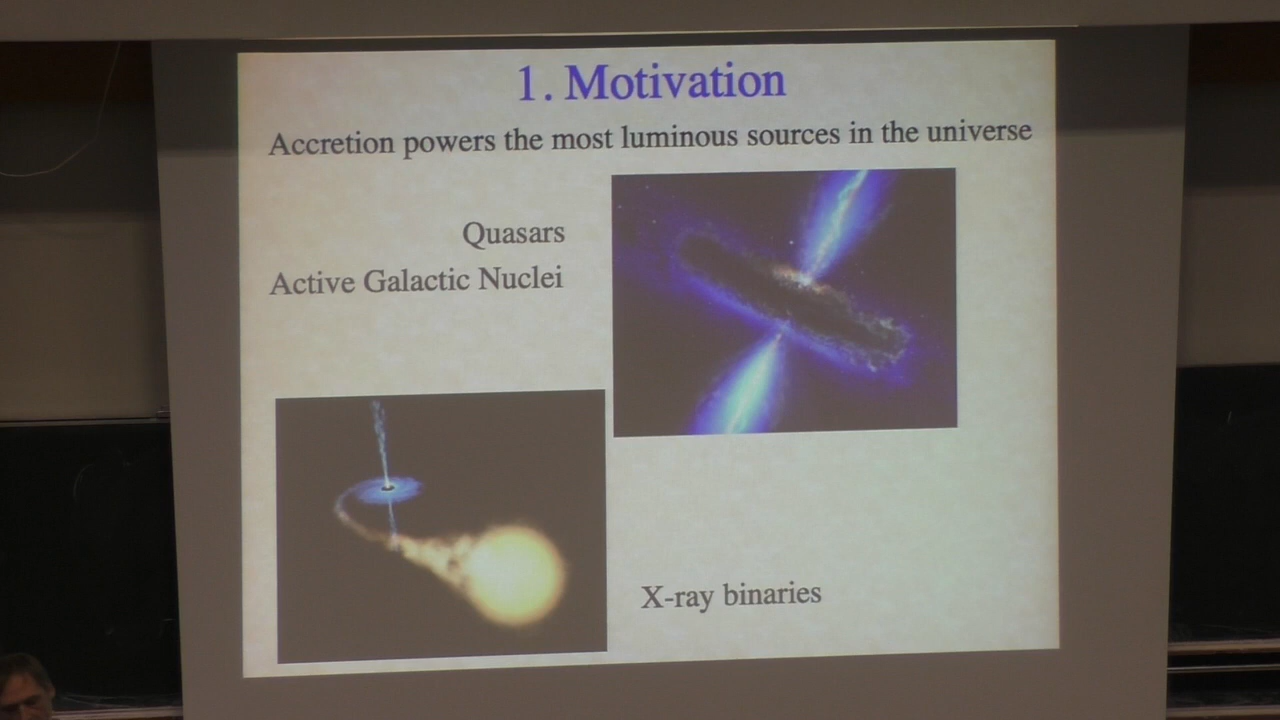 1. Motivation
Accretion powers the most luminous sources in the universe
Quasars
Active Galactic Nuclei
X-ray binaries